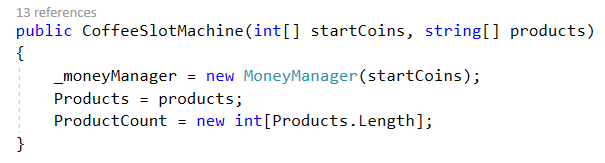 13 references
public CoffeeSlotMachine(int[] startCoins, string[] products)
{
    _moneyManager = new MoneyManager(startCoins);
    Products = products;
    ProductCount = new int[Products.Length];
}